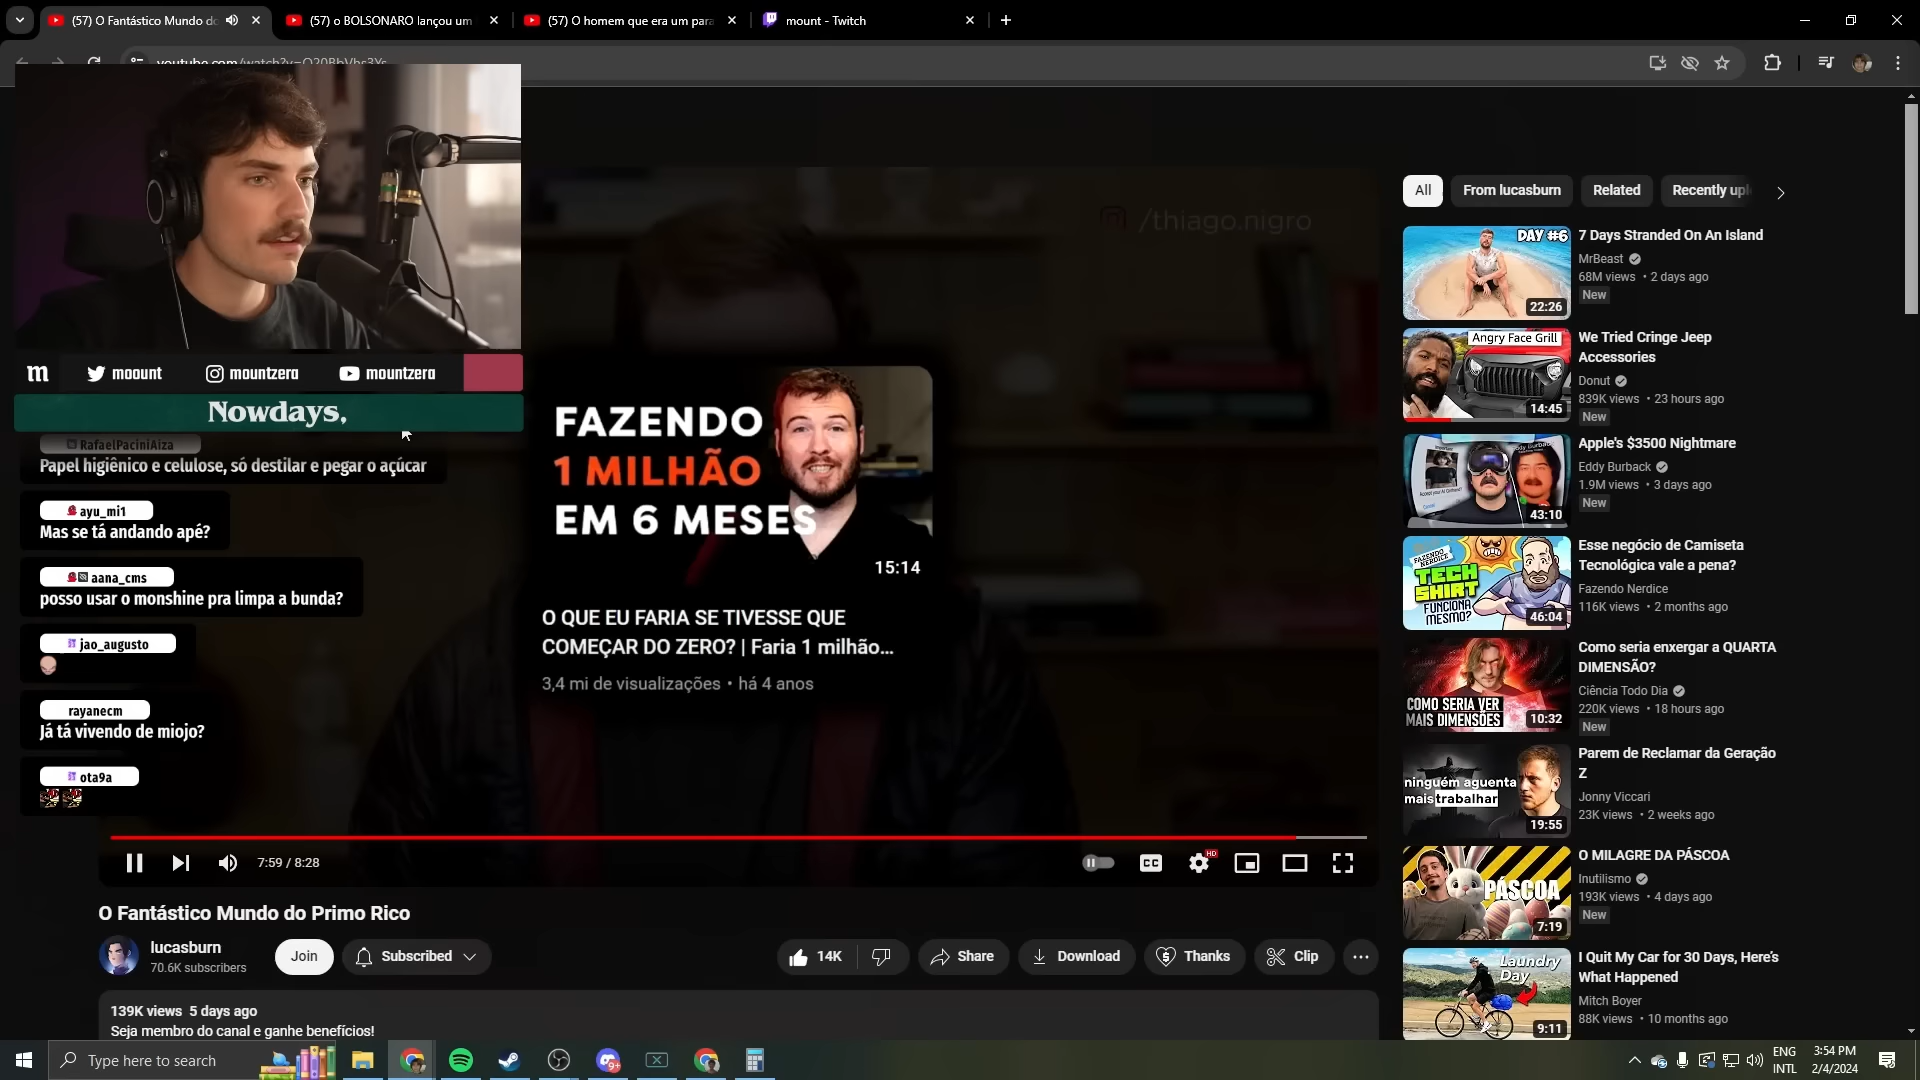 (57) O Fantástico Mundo do
(57) o BOLSONARO lançou um
(57) O homem que era um para
mount - Twitch
youtube.com/watch?v=
m
moount
mountzera
mountzera
Nowdays,
RafaelPaciniAiza
Papel higiênico e celulose, só destilar e pegar o açúcar
ayu_mi1
Mas se tá andando apé?
aana_cms
posso usar o monshine pra limpa a bunda?
jao_augusto
rayanecm
Já tá vivendo de miojo?
ota9a
/thiago.nigro
FAZENDO
1 MILHÃO
EM 6 MESES
15:14
O QUE EU FARIA SE TIVESSE QUE
COMEÇAR DO ZERO? | Faria 1 milhão...
3,4 mi de visualizações • há 4 anos
7:59 / 8:28
CC
HD
O Fantástico Mundo do Primo Rico
lucasburn
70.6K subscribers
Join
Subscribed
14K
Share
Download
Thanks
Clip
139K views 5 days ago
Seja membro do canal e ganhe benefícios!
All
From lucasburn
Related
Recently upl
DAY #6
22:26
7 Days Stranded On An Island
MrBeast
68M views • 2 days ago
New
Angry Face Grill
14:45
We Tried Cringe Jeep
Accessories
Donut
839K views • 23 hours ago
New
43:10
Apple's $3500 Nightmare
Eddy Burback
1.9M views • 3 days ago
New
FAZENDO
NERDICE
TECH
SHIRT
FUNCIONA
MESMO?
46:04
Esse negócio de Camiseta
Tecnológica vale a pena?
Fazendo Nerdice
116K views • 2 months ago
COMO SERIA VER
MAIS DIMENSÕES
10:32
Como seria enxergar a QUARTA
DIMENSÃO?
Ciência Todo Dia
220K views • 18 hours ago
New
ninguém aguenta
mais trabalhar
19:55
Parem de Reclamar da Geração
Z
Jonny Viccari
23K views • 2 weeks ago
PÁSCOA
7:19
O MILAGRE DA PÁSCOA
Inutilismo
193K views • 4 days ago
New
Laundry
Day
9:11
I Quit My Car for 30 Days, Here's
What Happened
Mitch Boyer
88K views • 10 months ago
Type here to search
9+
ENG
INTL
3:54 PM
2/4/2024